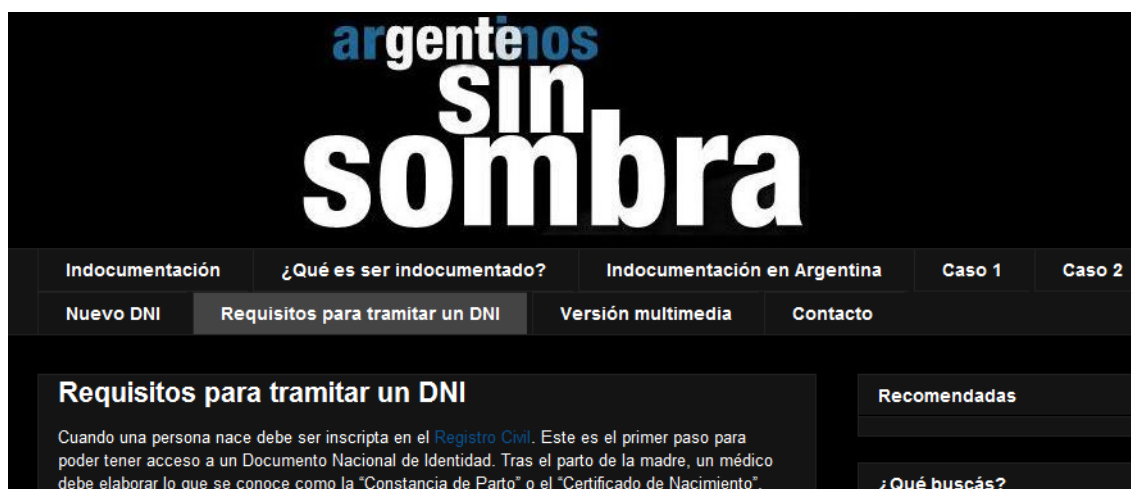 argentinos
sin
sombra
Indocumentación ¿Qué es ser indocumentado? Indocumentación en Argentina Caso 1 Caso 2
Nuevo DNI Requisitos para tramitar un DNI Versión multimedia Contacto
Requisitos para tramitar un DNI
Cuando una persona nace debe ser inscripta en el Registro Civil. Este es el primer paso para
poder tener acceso a un Documento Nacional de Identidad. Tras el parto de la madre, un médico
debe elaborar lo que se conoce como la “Constancia de Parto” o el “Certificado de Nacimiento”.
Recomendadas
¿Qué buscás?